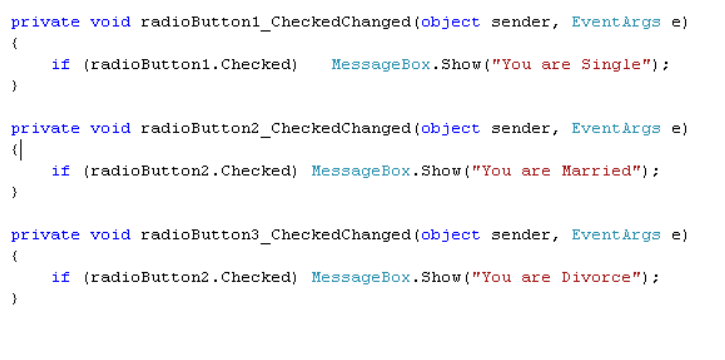 private void radioButton1_CheckedChanged(object sender, EventArgs e)
{
if (radioButton1.Checked) MessageBox.Show("You are Single");
}
private void radioButton2_CheckedChanged(object sender, EventArgs e)
{
if (radioButton2.Checked) MessageBox.Show("You are Married");
}
private void radioButton3_CheckedChanged(object sender, EventArgs e)
{
if (radioButton2.Checked) MessageBox.Show("You are Divorce");
}